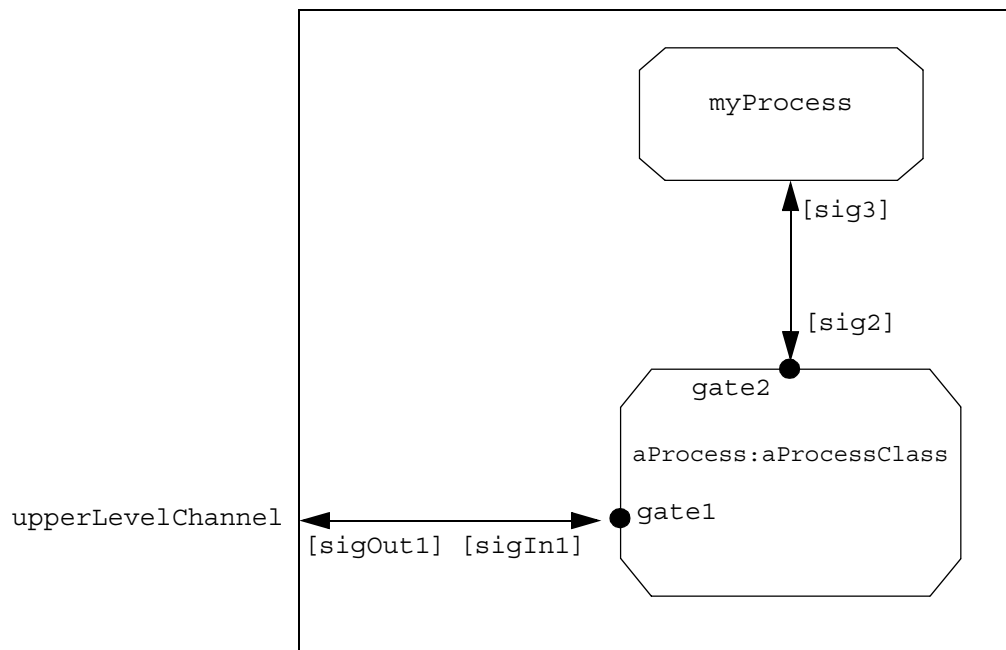 myProcess
[sig3]
[sig2]
gate2
aProcess:aProcessClass
upperLevelChannel
gate1
[sigOut1] [sigIn1]